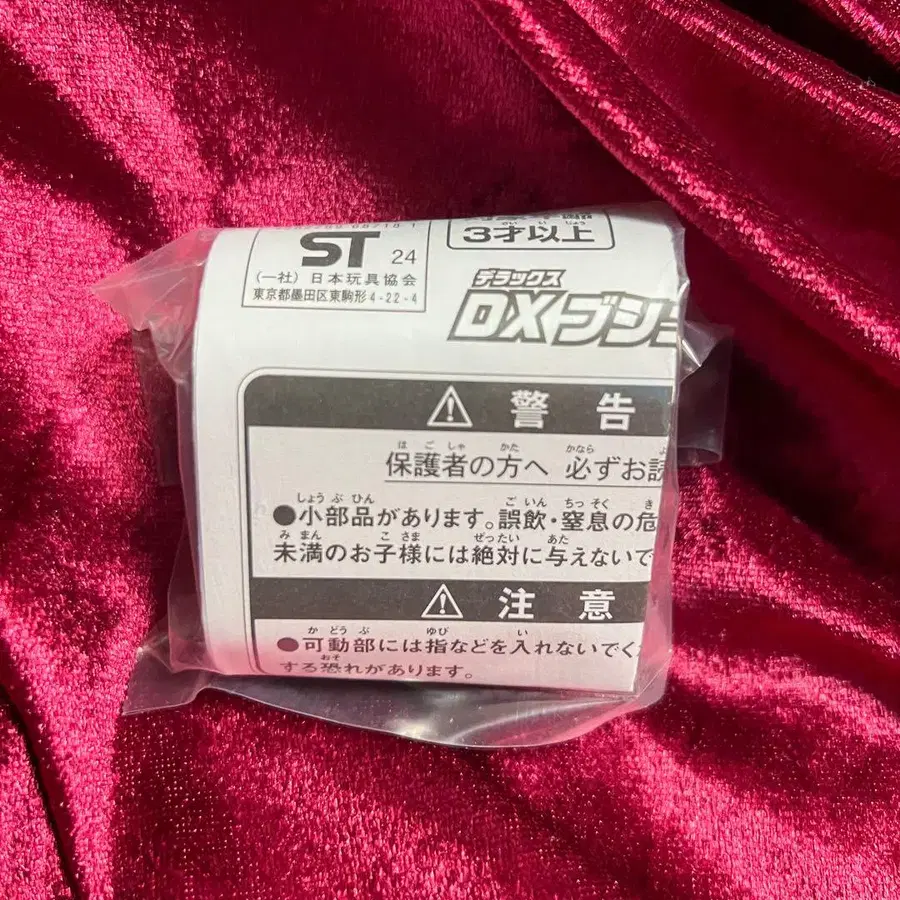 ST 24
(一社)日本玩具協会
東京都墨田区東駒形4-22-4
3才以上
デラックス
DXブシ
⚠ 警告
保護者の方へ 必ずお読
●小部品があります。誤飲・窒息の危
未満のお子様には絶対に与えないで
⚠ 注意
●可動部には指などを入れないでく
する恐れがあります。